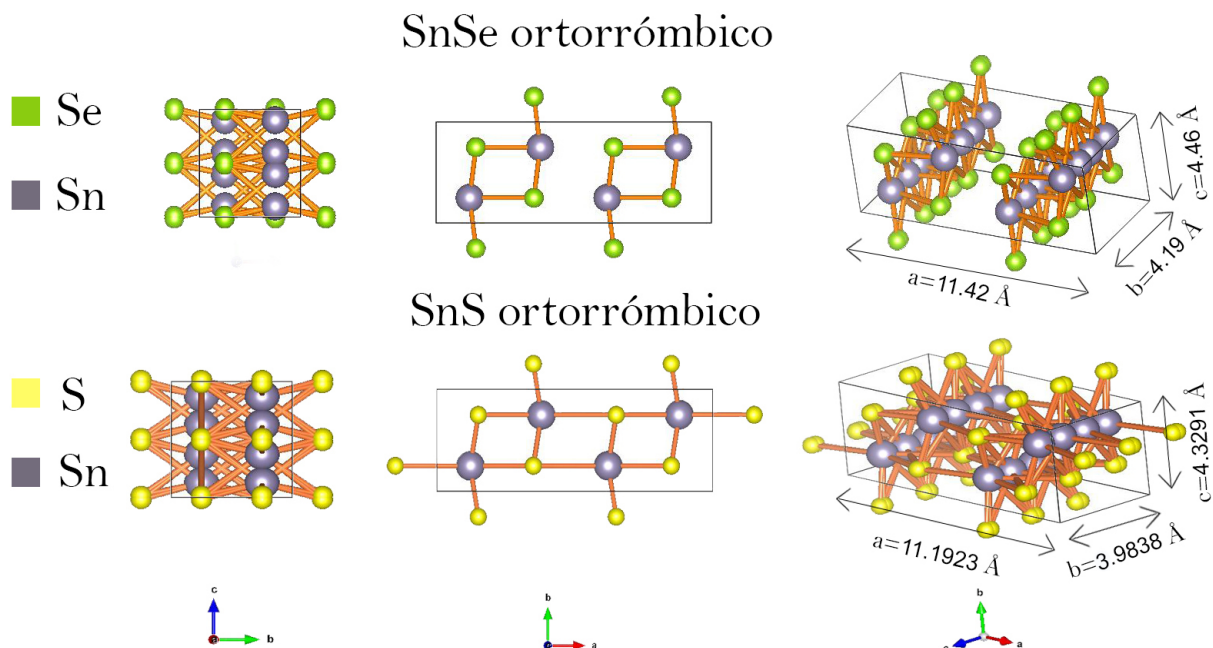 SnSe ortorrómbico
Se
Sn
c=4.46 Å
b=4.19 Å
a=11.42 Å
SnS ortorrómbico
S
Sn
c=4.3291 Å
b=3.9838 Å
a=11.1923 Å
c
a
b
b
a
b
a